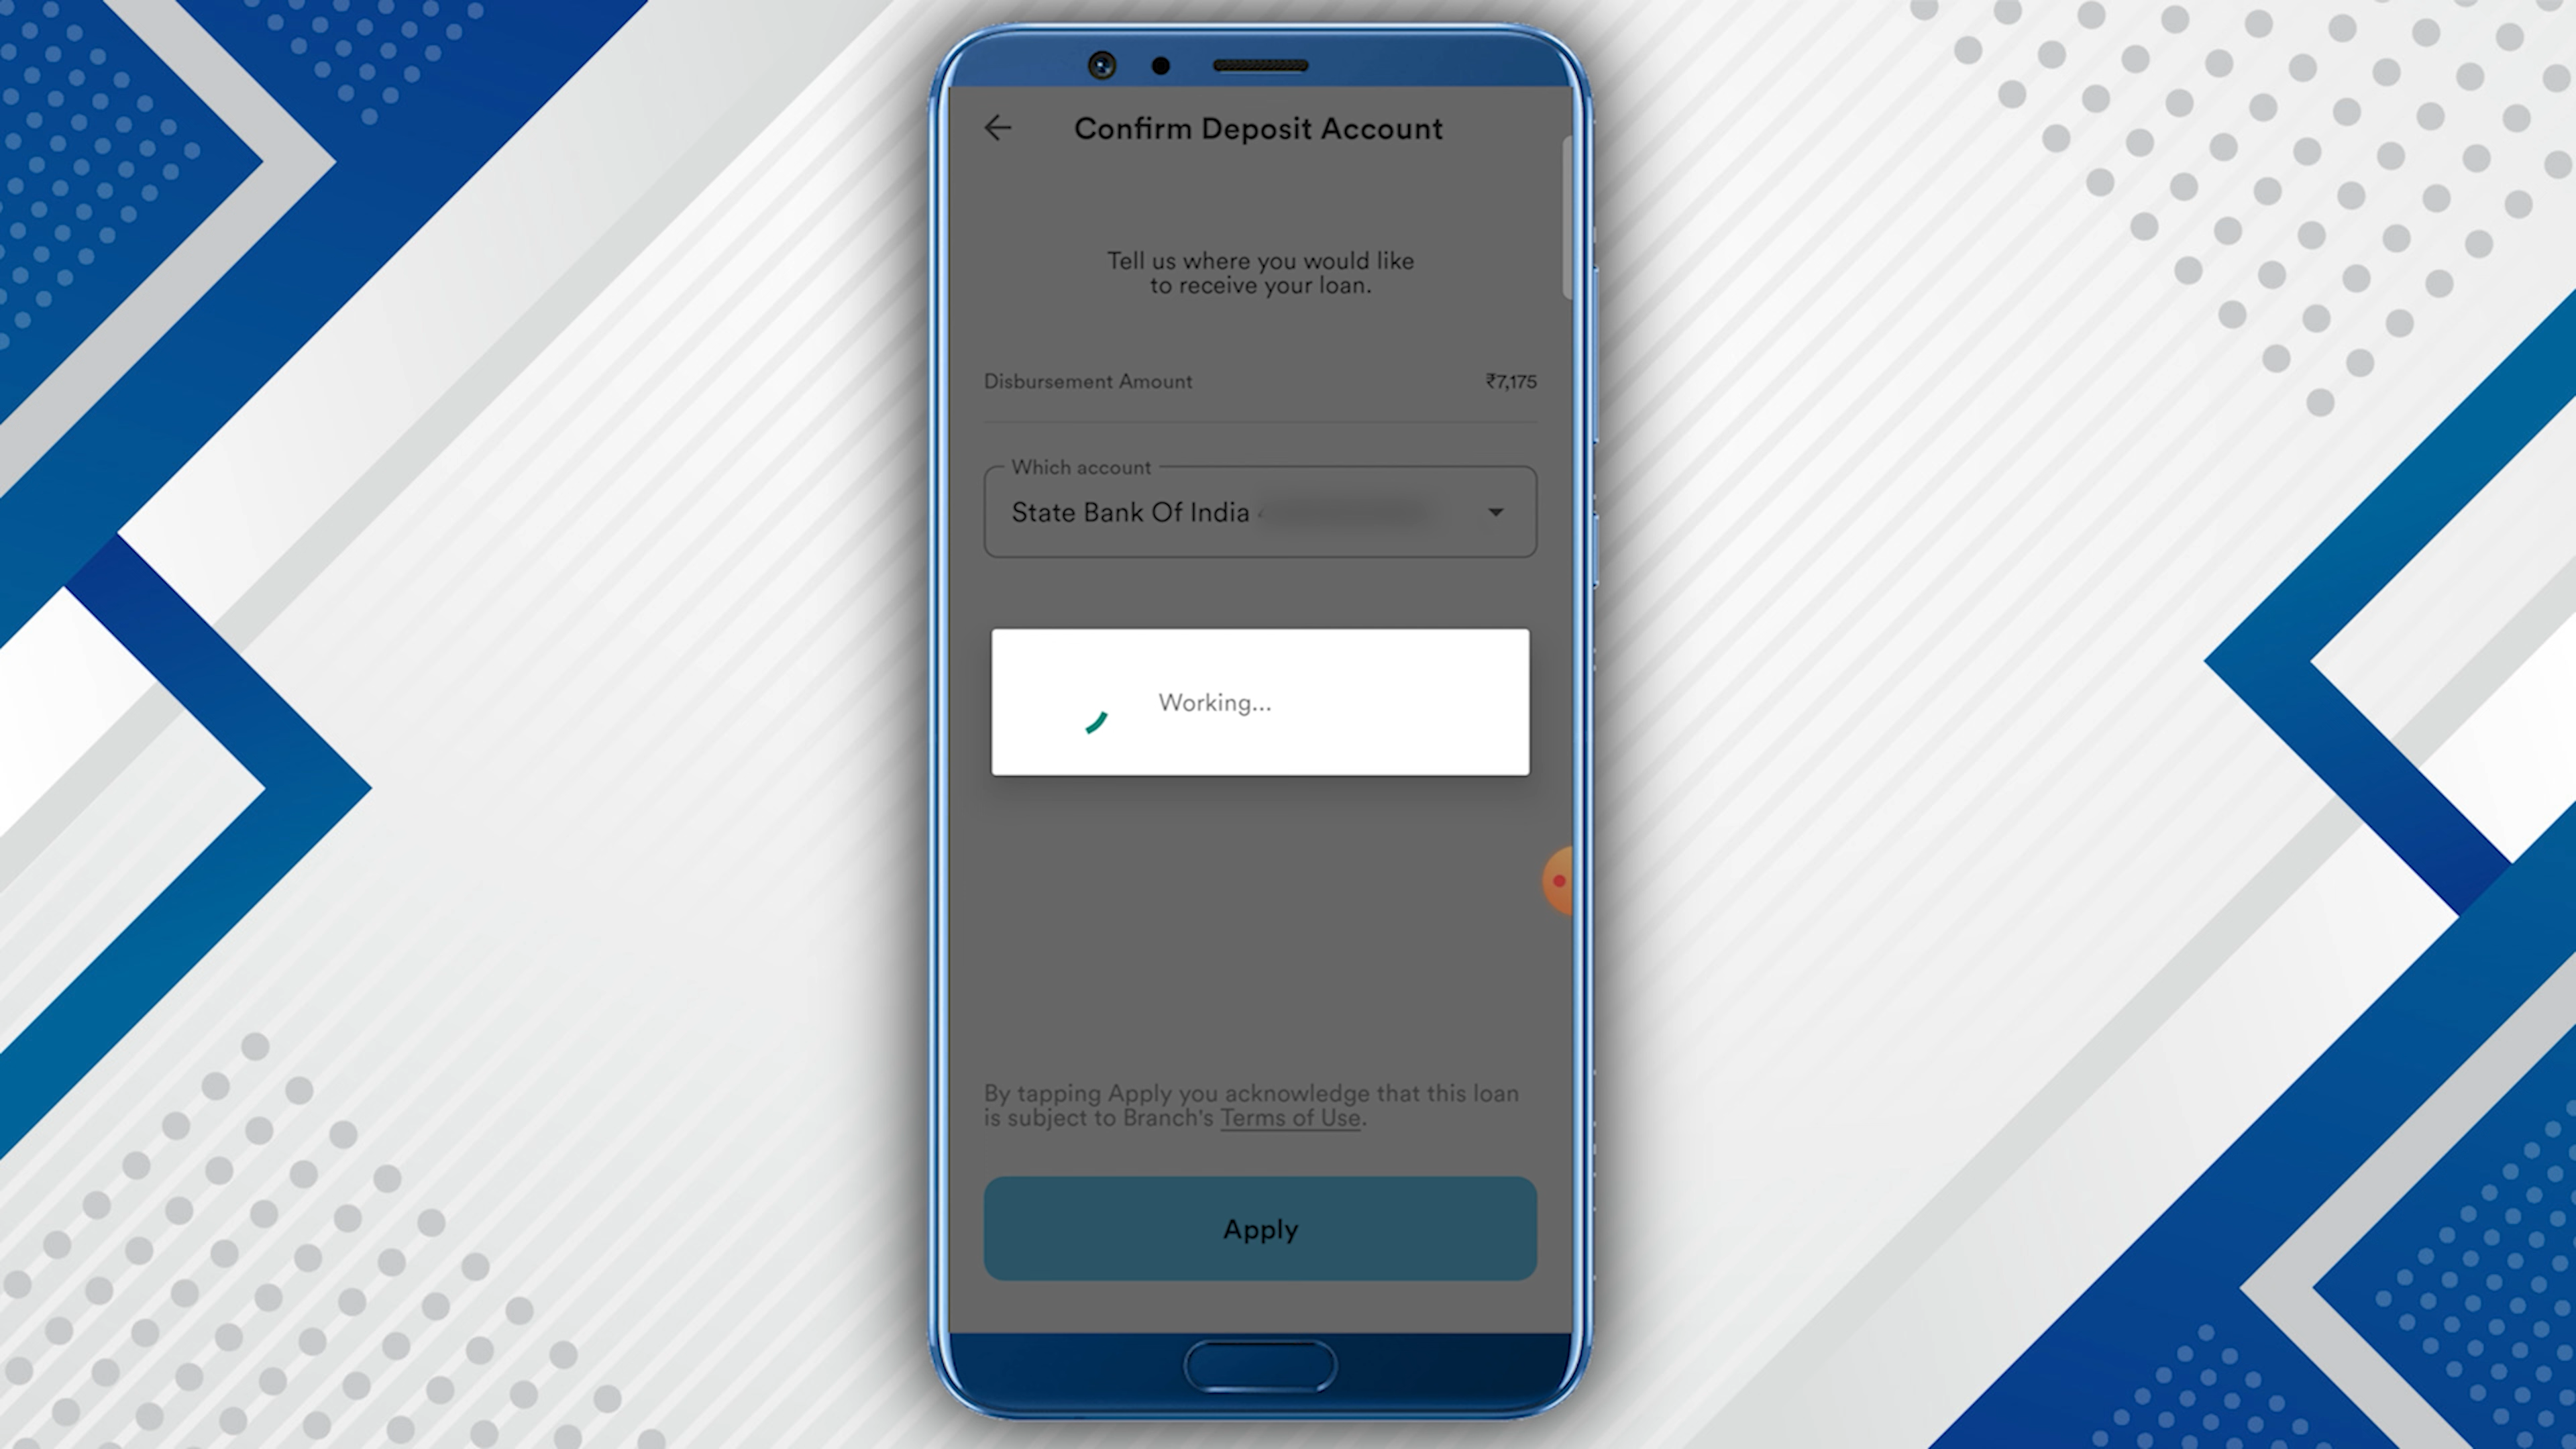 Confirm Deposit Account
Tell us where you would like
to receive your loan.
Disbursement Amount ₹7,175
Which account
State Bank Of India
Working...
By tapping Apply you acknowledge that this loan
is subject to Branch's Terms of Use.
Apply